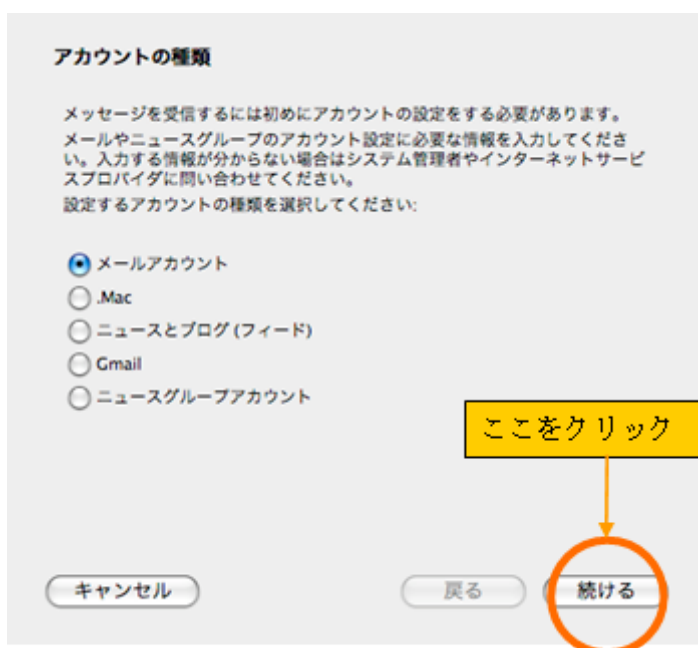 アカウントの種類
メッセージを受信するには初めにアカウントの設定をする必要があります。
メールやニュースグループのアカウント設定に必要な情報を入力してくださ
い。入力する情報が分からない場合はシステム管理者やインターネットサービ
スプロバイダに問い合わせてください。
設定するアカウントの種類を選択してください:
メールアカウント
.Mac
ニュースとブログ (フィード)
Gmail
ニュースグループアカウント
ここをクリック
キャンセル
戻る
続ける